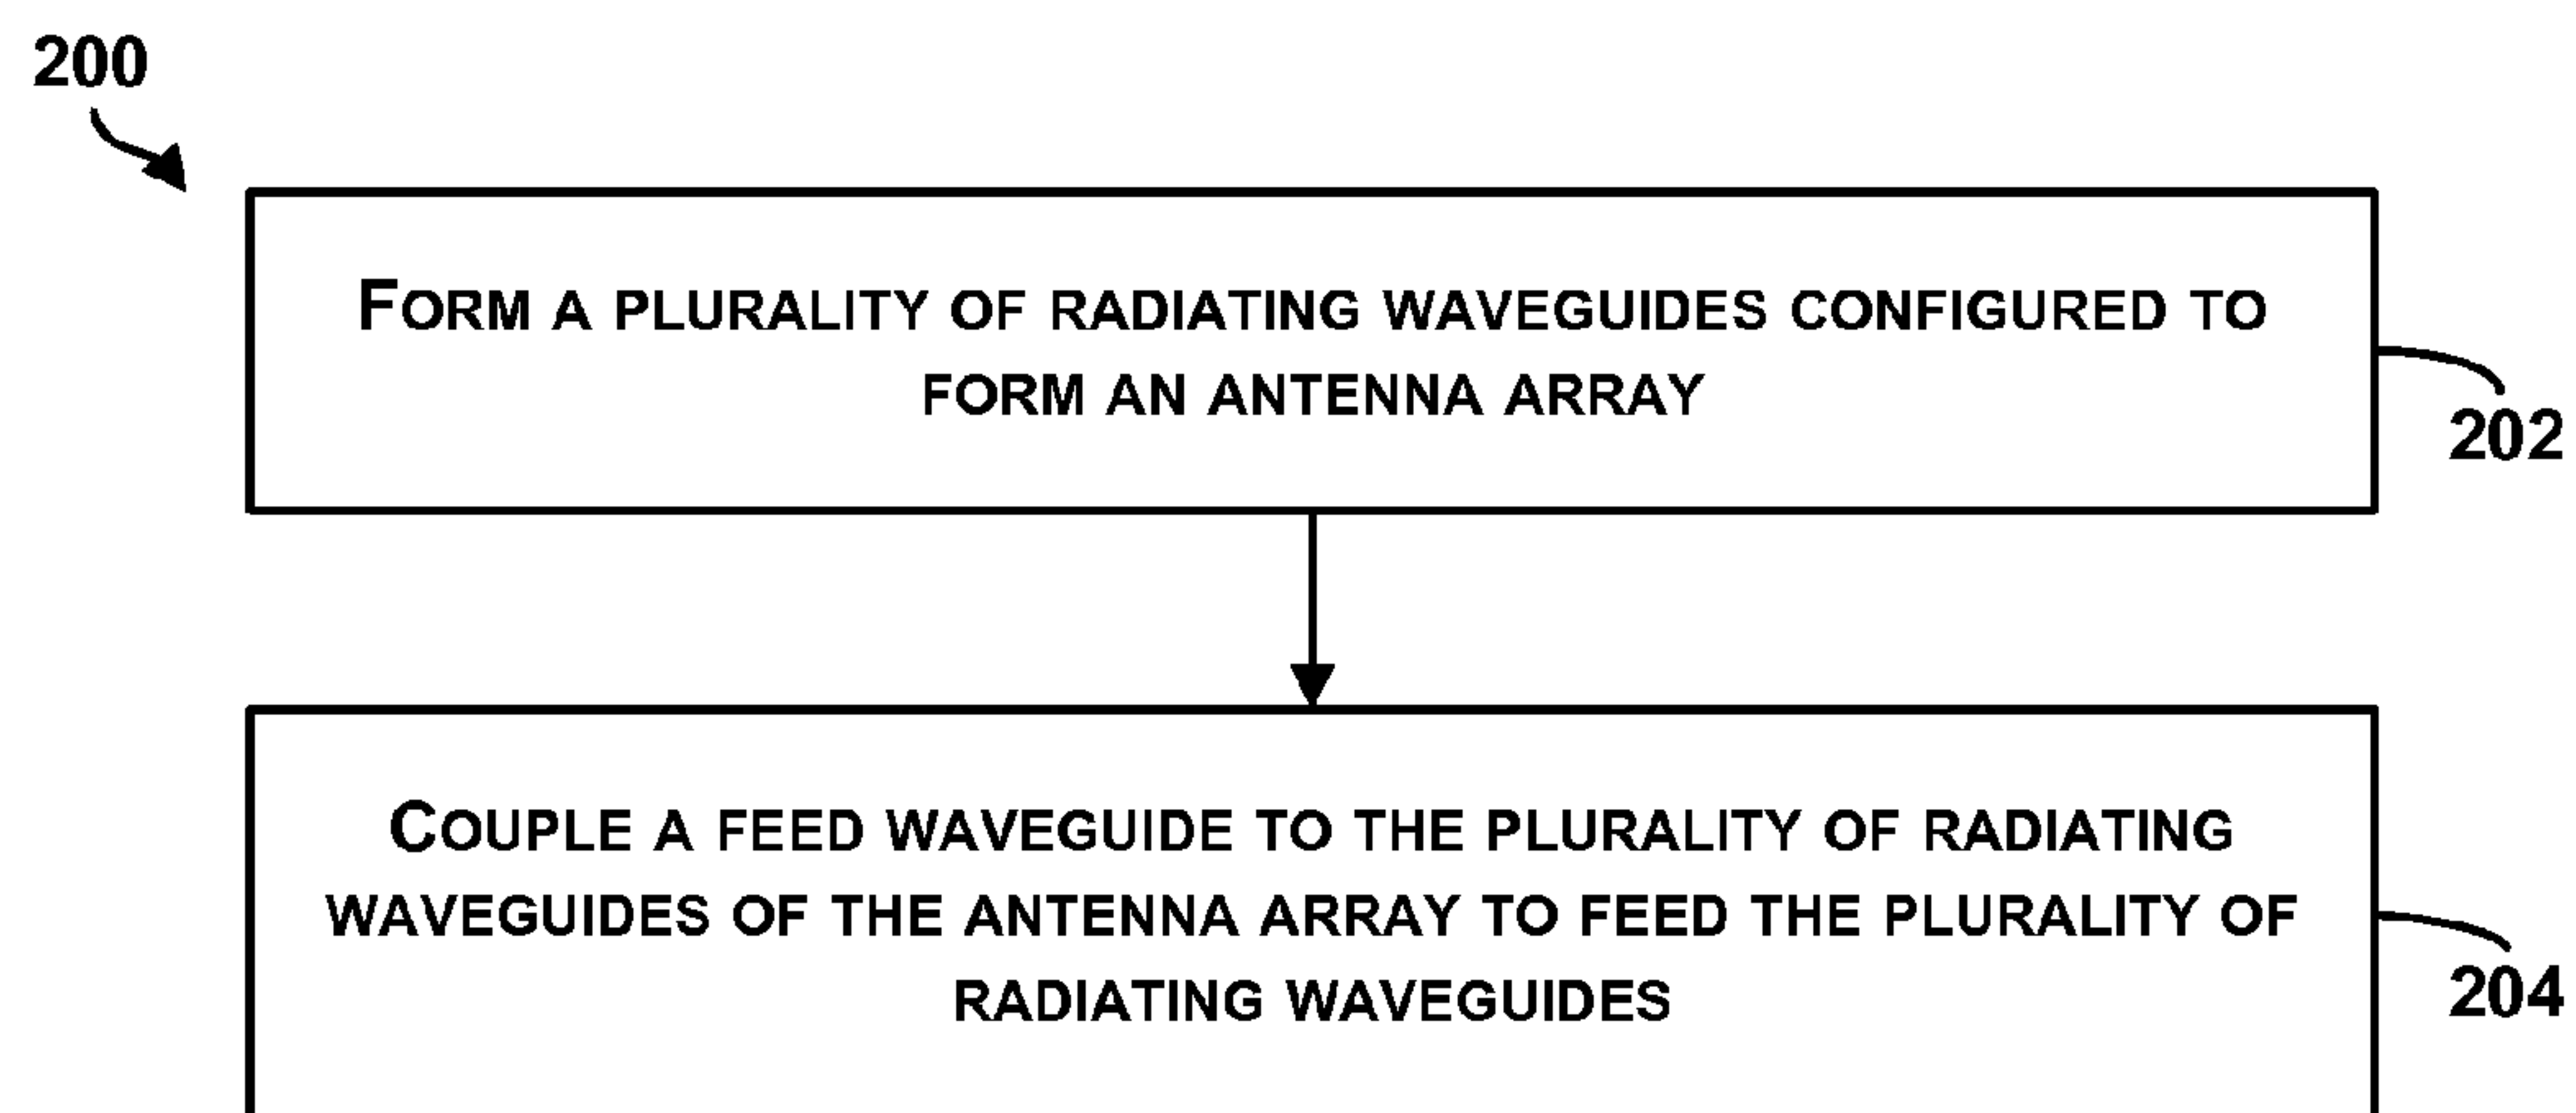 200
FORM A PLURALITY OF RADIATING WAVEGUIDES CONFIGURED TO
FORM AN ANTENNA ARRAY
202
COUPLE A FEED WAVEGUIDE TO THE PLURALITY OF RADIATING
WAVEGUIDES OF THE ANTENNA ARRAY TO FEED THE PLURALITY OF
RADIATING WAVEGUIDES
204